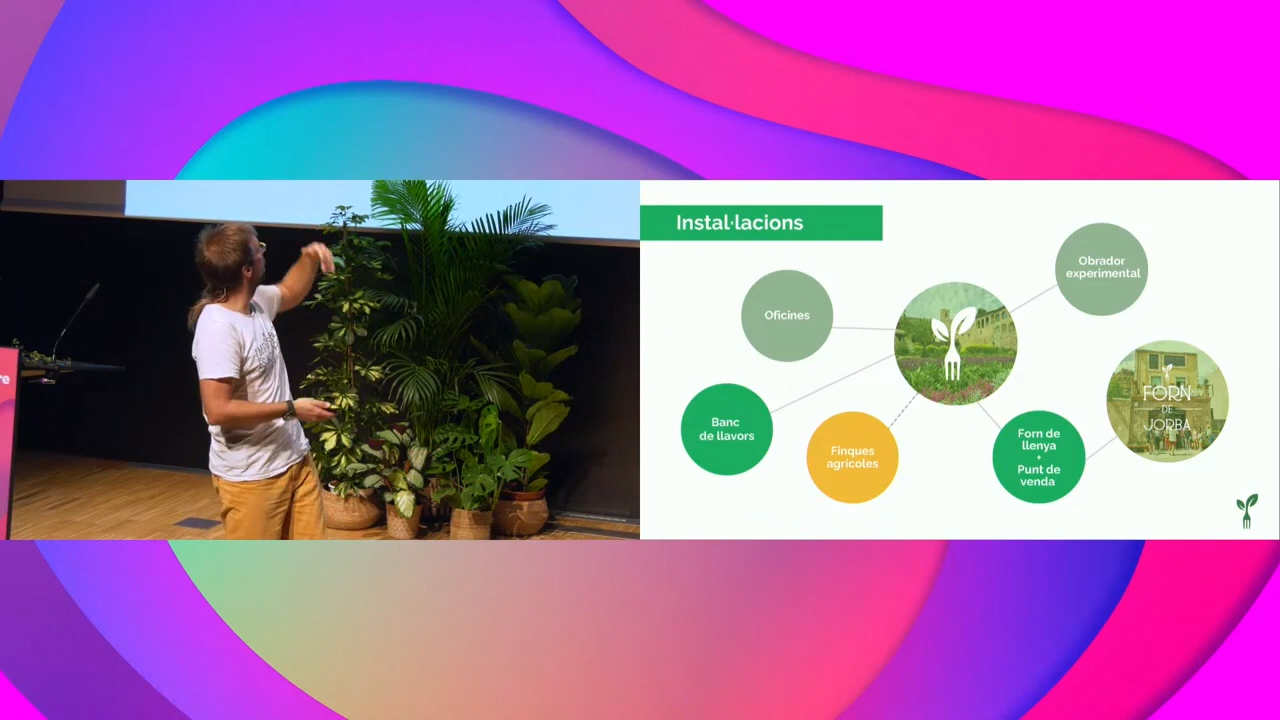 re
Instal·lacions
Obrador
experimental
Oficines
Banc
de llavors
Finques
agrícoles
Forn de
llenya
+
Punt de
venda
FORN
DE
JORBA